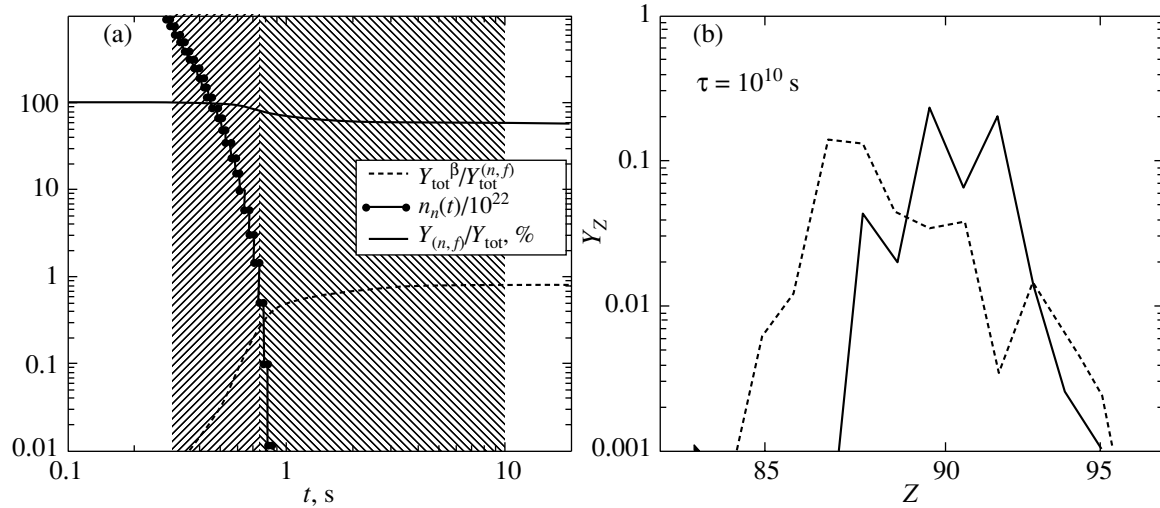 (a)
100
10
1
0.1
0.01
0.1
1
10
t, s
Y_tot^β/Y_tot^(n, f)
n_n(t)/10^22
Y_(n, f)/Y_tot, %
(b)
τ = 10^10 s
1
0.1
0.01
0.001
Y_Z
85
90
95
Z